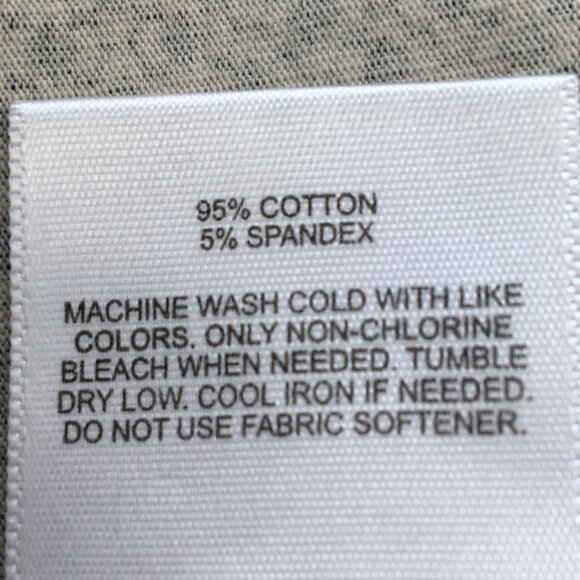 95% COTTON
5% SPANDEX
MACHINE WASH COLD WITH LIKE
COLORS. ONLY NON-CHLORINE
BLEACH WHEN NEEDED. TUMBLE
DRY LOW. COOL IRON IF NEEDED.
DO NOT USE FABRIC SOFTENER.